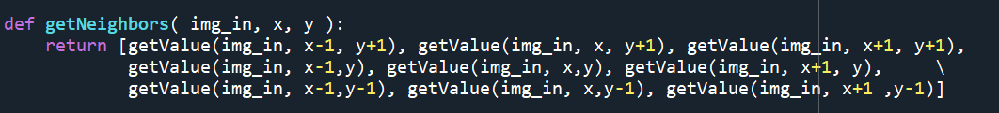 def getNeighbors( img_in, x, y ):
    return [getValue(img_in, x-1, y+1), getValue(img_in, x, y+1), getValue(img_in, x+1, y+1),
            getValue(img_in, x-1,y), getValue(img_in, x,y), getValue(img_in, x+1, y),     \
            getValue(img_in, x-1,y-1), getValue(img_in, x,y-1), getValue(img_in, x+1 ,y-1)]